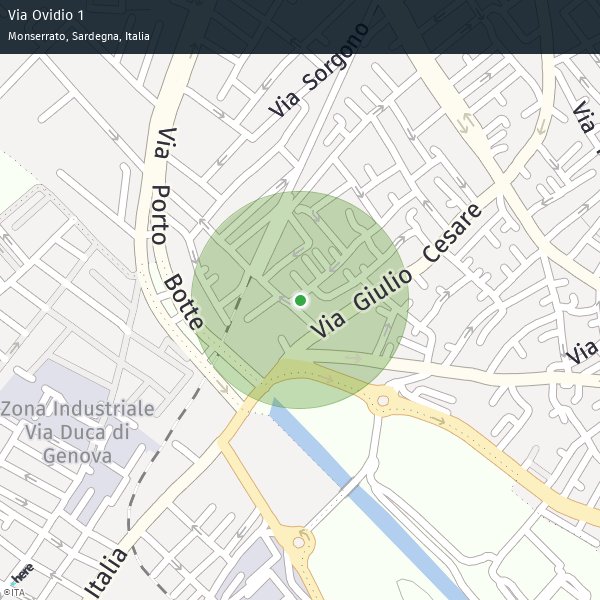 Via Ovidio 1
Monserrato, Sardegna, Italia
Via Sorgono
Via
Via Porto
Botte
Via Giulio Cesare
Via
Zona Industriale
Via Duca di
Genova
Italia
here
©ITA